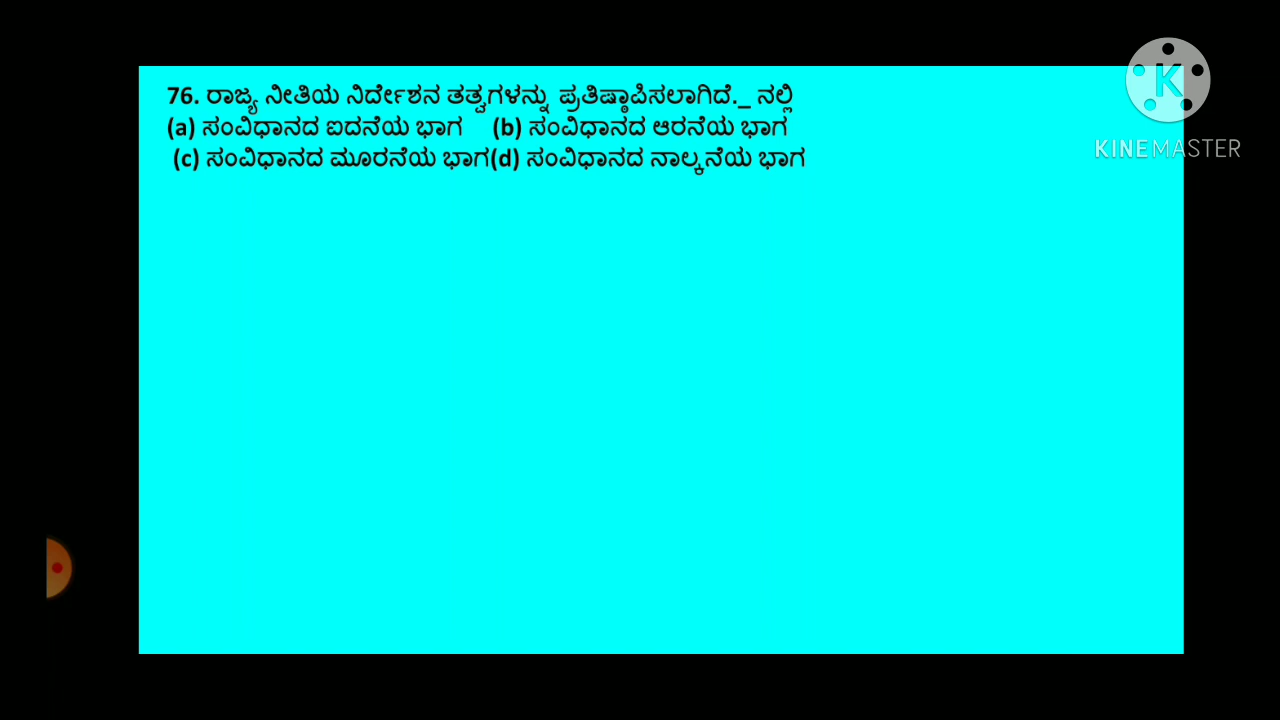 76. ರಾಜ್ಯ ನೀತಿಯ ನಿರ್ದೇಶನ ತತ್ವಗಳನ್ನು ಪ್ರತಿಷ್ಠಾಪಿಸಲಾಗಿದೆ._ ನಲ್ಲಿ
(a) ಸಂವಿಧಾನದ ಐದನೆಯ ಭಾಗ (b) ಸಂವಿಧಾನದ ಆರನೆಯ ಭಾಗ
(c) ಸಂವಿಧಾನದ ಮೂರನೆಯ ಭಾಗ(d) ಸಂವಿಧಾನದ ನಾಲ್ಕನೆಯ ಭಾಗ
K
KINEMASTER